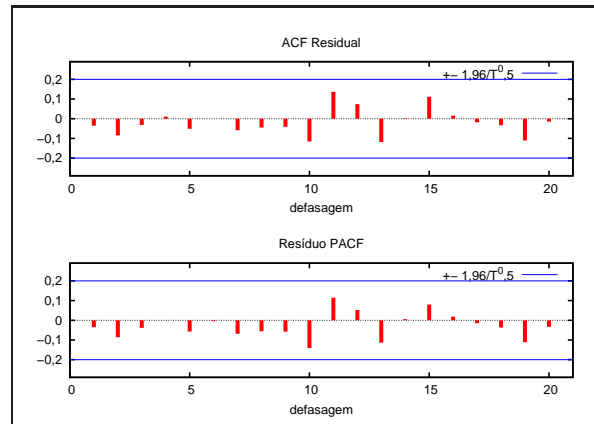 ACF Residual
+− 1,96/T^0,5
0,2
0,1
0
−0,1
−0,2
0 5 10 15 20
defasagem
Resíduo PACF
+− 1,96/T^0,5
0,2
0,1
0
−0,1
−0,2
0 5 10 15 20
defasagem